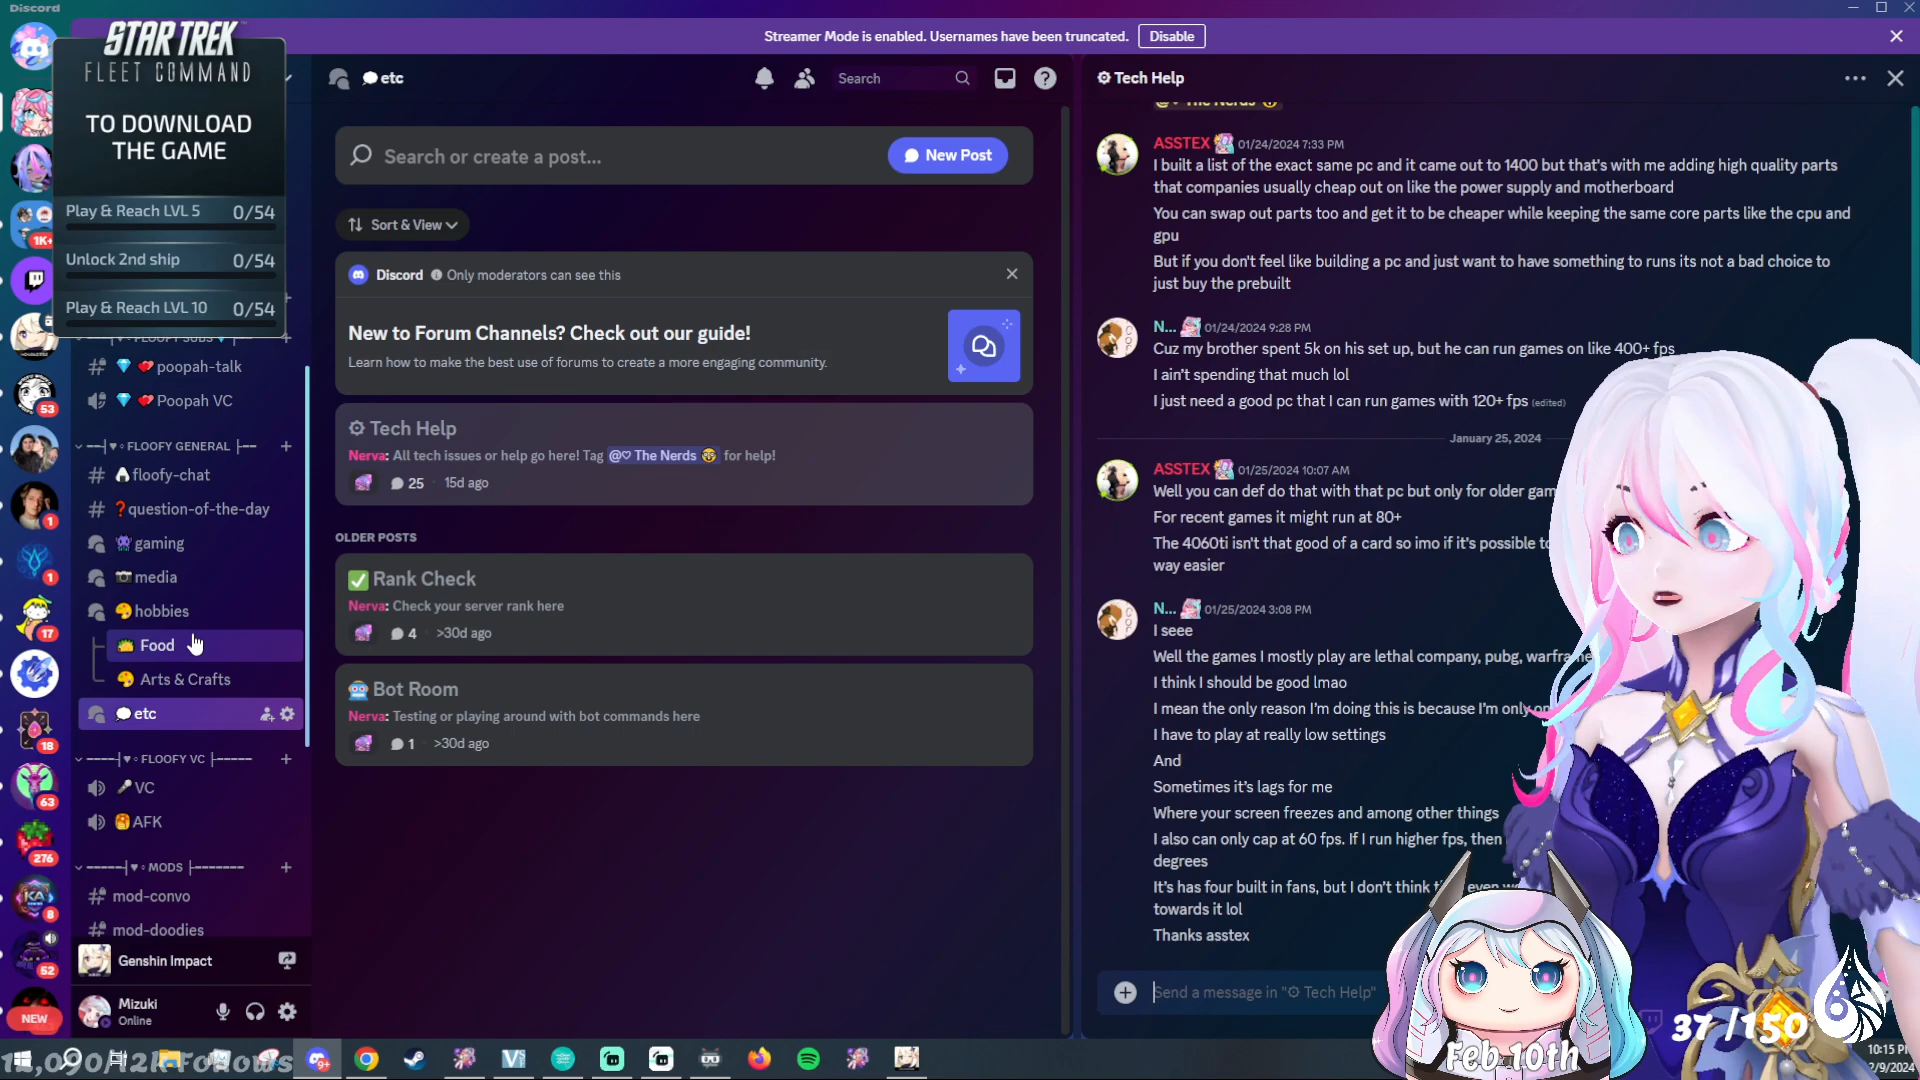 Discord
Streamer Mode is enabled. Usernames have been truncated.
Disable
STAR TREK
FLEET COMMAND
TO DOWNLOAD
THE GAME
Play & Reach LVL 5 0/54
Unlock 2nd ship 0/54
Play & Reach LVL 10 0/54
1K+
53
1
1
17
18
63
276
8
52
NEW
poopah-talk
Poopah VC
FLOOFY GENERAL
floofy-chat
question-of-the-day
gaming
media
hobbies
Food
Arts & Crafts
etc
FLOOFY VC
VC
AFK
MODS
mod-convo
mod-doodies
Genshin Impact
Mizuki
Online
etc
Search
Search or create a post...
New Post
Sort & View
Discord Only moderators can see this
New to Forum Channels? Check out our guide!
Learn how to make the best use of forums to create a more engaging community.
Tech Help
Nerva: All tech issues or help go here! Tag @♡ The Nerds 🤓 for help!
25 · 15d ago
OLDER POSTS
Rank Check
Nerva: Check your server rank here
4 · >30d ago
Bot Room
Nerva: Testing or playing around with bot commands here
1 · >30d ago
Tech Help
ASSTEX 01/24/2024 7:33 PM
I built a list of the exact same pc and it came out to 1400 but that's with me adding high quality parts
that companies usually cheap out on like the power supply and motherboard
You can swap out parts too and get it to be cheaper while keeping the same core parts like the cpu and
gpu
But if you don't feel like building a pc and just want to have something to runs its not a bad choice to
just buy the prebuilt
N... 01/24/2024 9:28 PM
Cuz my brother spent 5k on his set up, but he can run games on like 400+ fps
I ain't spending that much lol
I just need a good pc that I can run games with 120+ fps (edited)
January 25, 2024
ASSTEX 01/25/2024 10:07 AM
Well you can def do that with that pc but only for older gam
For recent games it might run at 80+
The 4060ti isn't that good of a card so imo if it's possible to
way easier
N... 01/25/2024 3:08 PM
I seee
Well the games I mostly play are lethal company, pubg, warframe
I think I should be good lmao
I mean the only reason I'm doing this is because I'm only on
I have to play at really low settings
And
Sometimes it's lags for me
Where your screen freezes and among other things
I also can only cap at 60 fps. If I run higher fps, then
degrees
It's has four built in fans, but I don't think
towards it lol
Thanks asstex
Send a message in "⚙ Tech Help"
Feb 10th
37 /150
10:15 P
2/9/2024
Follows